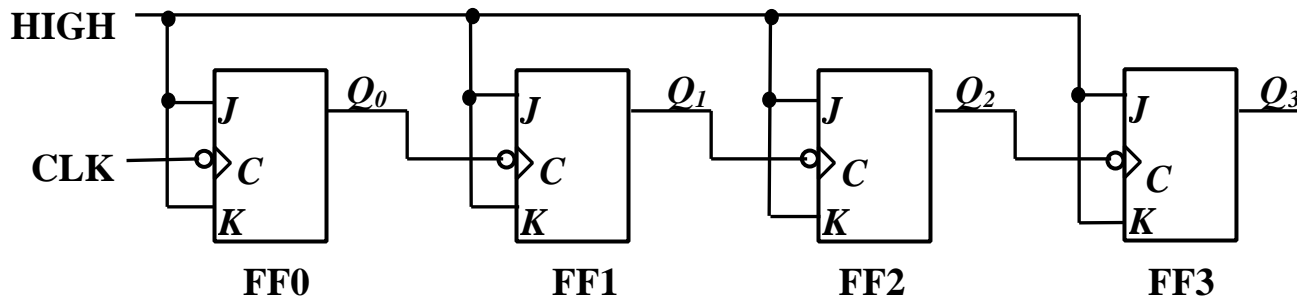 HIGH
Q0 Q1 Q2 Q3
J J J J
CLK C C C C
K K K K
FF0 FF1 FF2 FF3